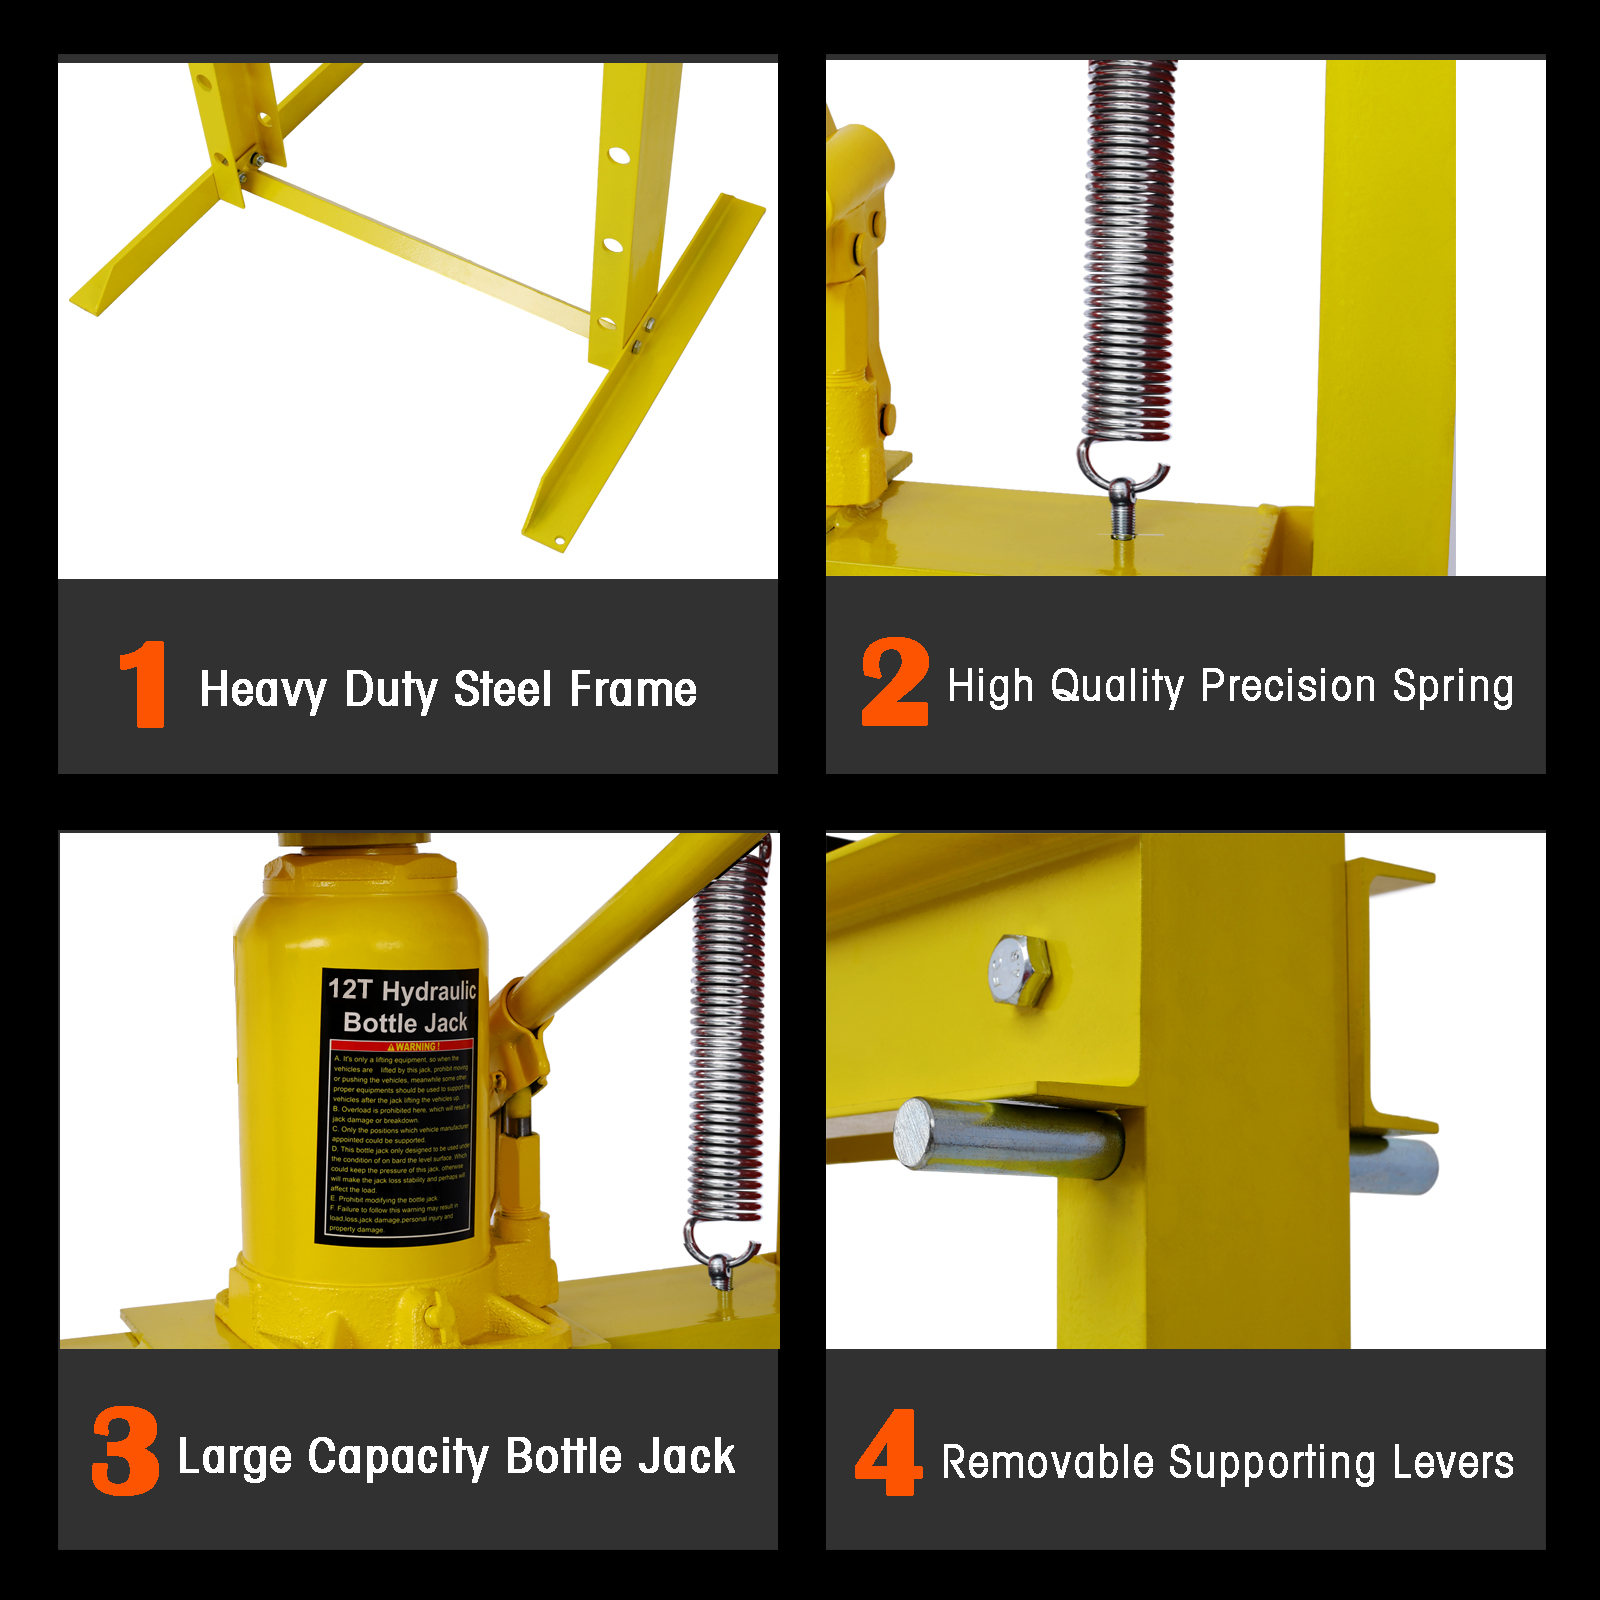 1 Heavy Duty Steel Frame
2 High Quality Precision Spring
12T Hydraulic
Bottle Jack
WARNING!
A. It's only a lifting equipment, so when the
vehicles are lifted by this jack, prohibit moving
or pushing the vehicles, meanwhile some other
proper equipments should be used to support the
vehicles after the jack lifting the vehicles up.
B. Overload is prohibited here, which will result in
jack damage or breakdown.
C. Only the positions which vehicle manufacturer
appointed could be supported.
D. This bottle jack only designed to be used under
the condition of on bard the level surface. Which
could keep the pressure of this jack, otherwise
will make the jack loss stability and perhaps will
affect the load.
E. Prohibit modifying the bottle jack.
F Failure to follow this warning may result in
load.loss,jack damage,personal injury and
property damage.
3 Large Capacity Bottle Jack
4 Removable Supporting Levers